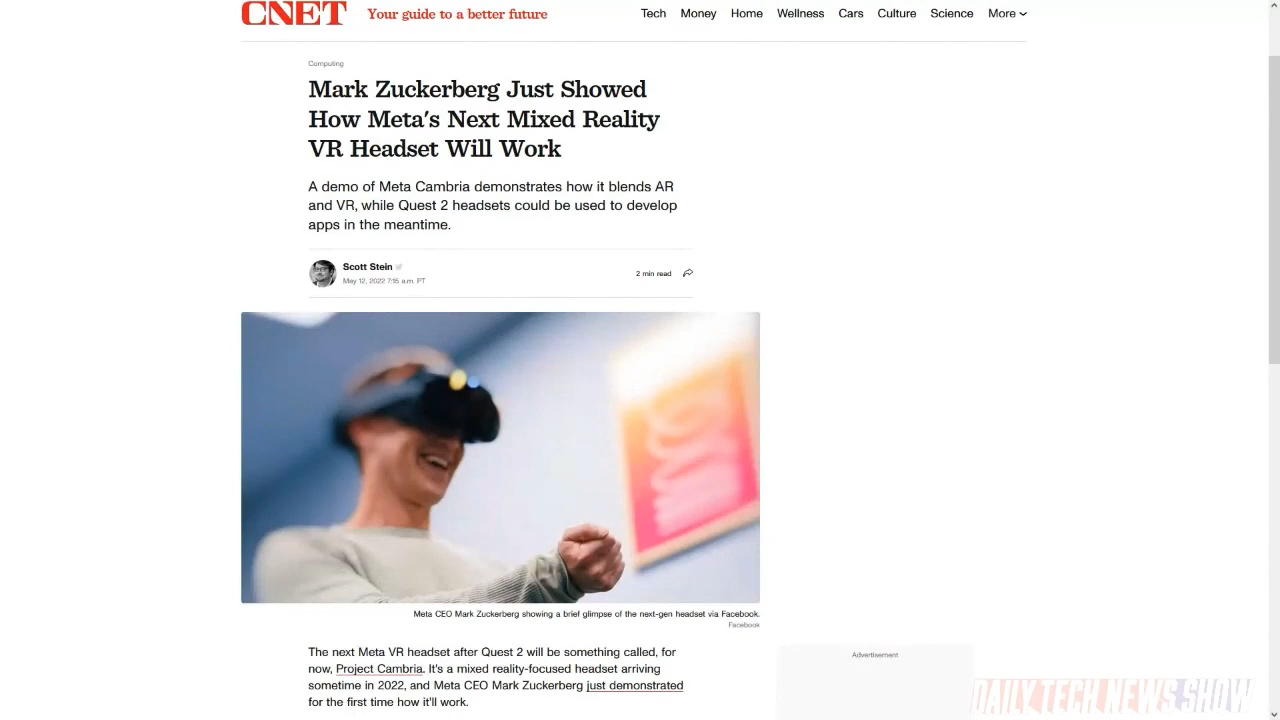 CNET Your guide to a better future Tech Money Home Wellness Cars Culture Science More
Computing
Mark Zuckerberg Just Showed
How Meta's Next Mixed Reality
VR Headset Will Work
A demo of Meta Cambria demonstrates how it blends AR
and VR, while Quest 2 headsets could be used to develop
apps in the meantime.
Scott Stein
May 12, 2022 7:15 a.m. PT
2 min read
Meta CEO Mark Zuckerberg showing a brief glimpse of the next-gen headset via Facebook.
Facebook
The next Meta VR headset after Quest 2 will be something called, for
now, Project Cambria. It's a mixed reality-focused headset arriving
sometime in 2022, and Meta CEO Mark Zuckerberg just demonstrated
for the first time how it'll work.
Advertisement
DAILY TECH NEWS SHOW